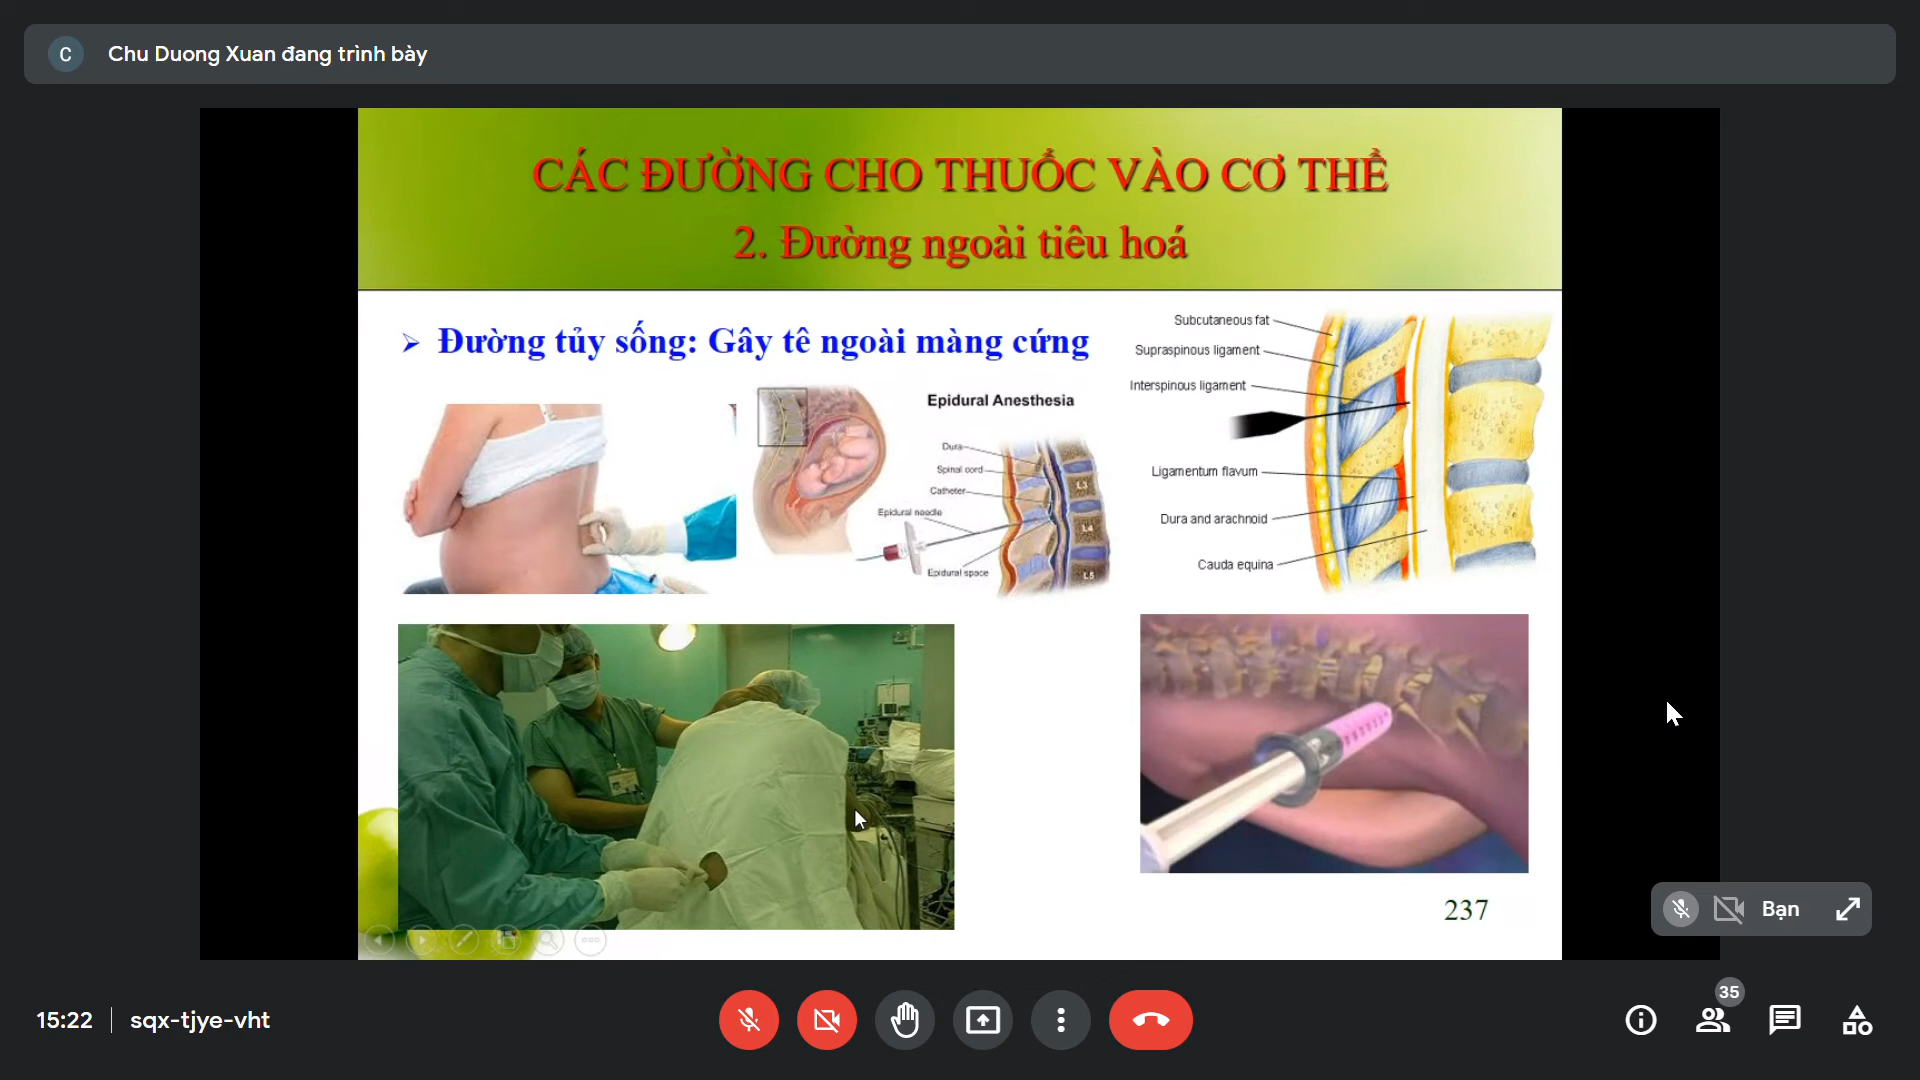 C Chu Duong Xuan đang trình bày
CÁC ĐƯỜNG CHO THUỐC VÀO CƠ THỂ
2. Đường ngoài tiêu hoá
Đường tủy sống: Gây tê ngoài màng cứng
Epidural Anesthesia
Dura
Spinal cord
Catheter
Epidural needle
Epidural space
L3
L4
L5
Subcutaneous fat
Supraspinous ligament
Interspinous ligament
Ligamentum flavum
Dura and arachnoid
Cauda equina
237
Bạn
15:22 sqx-tjye-vht
35